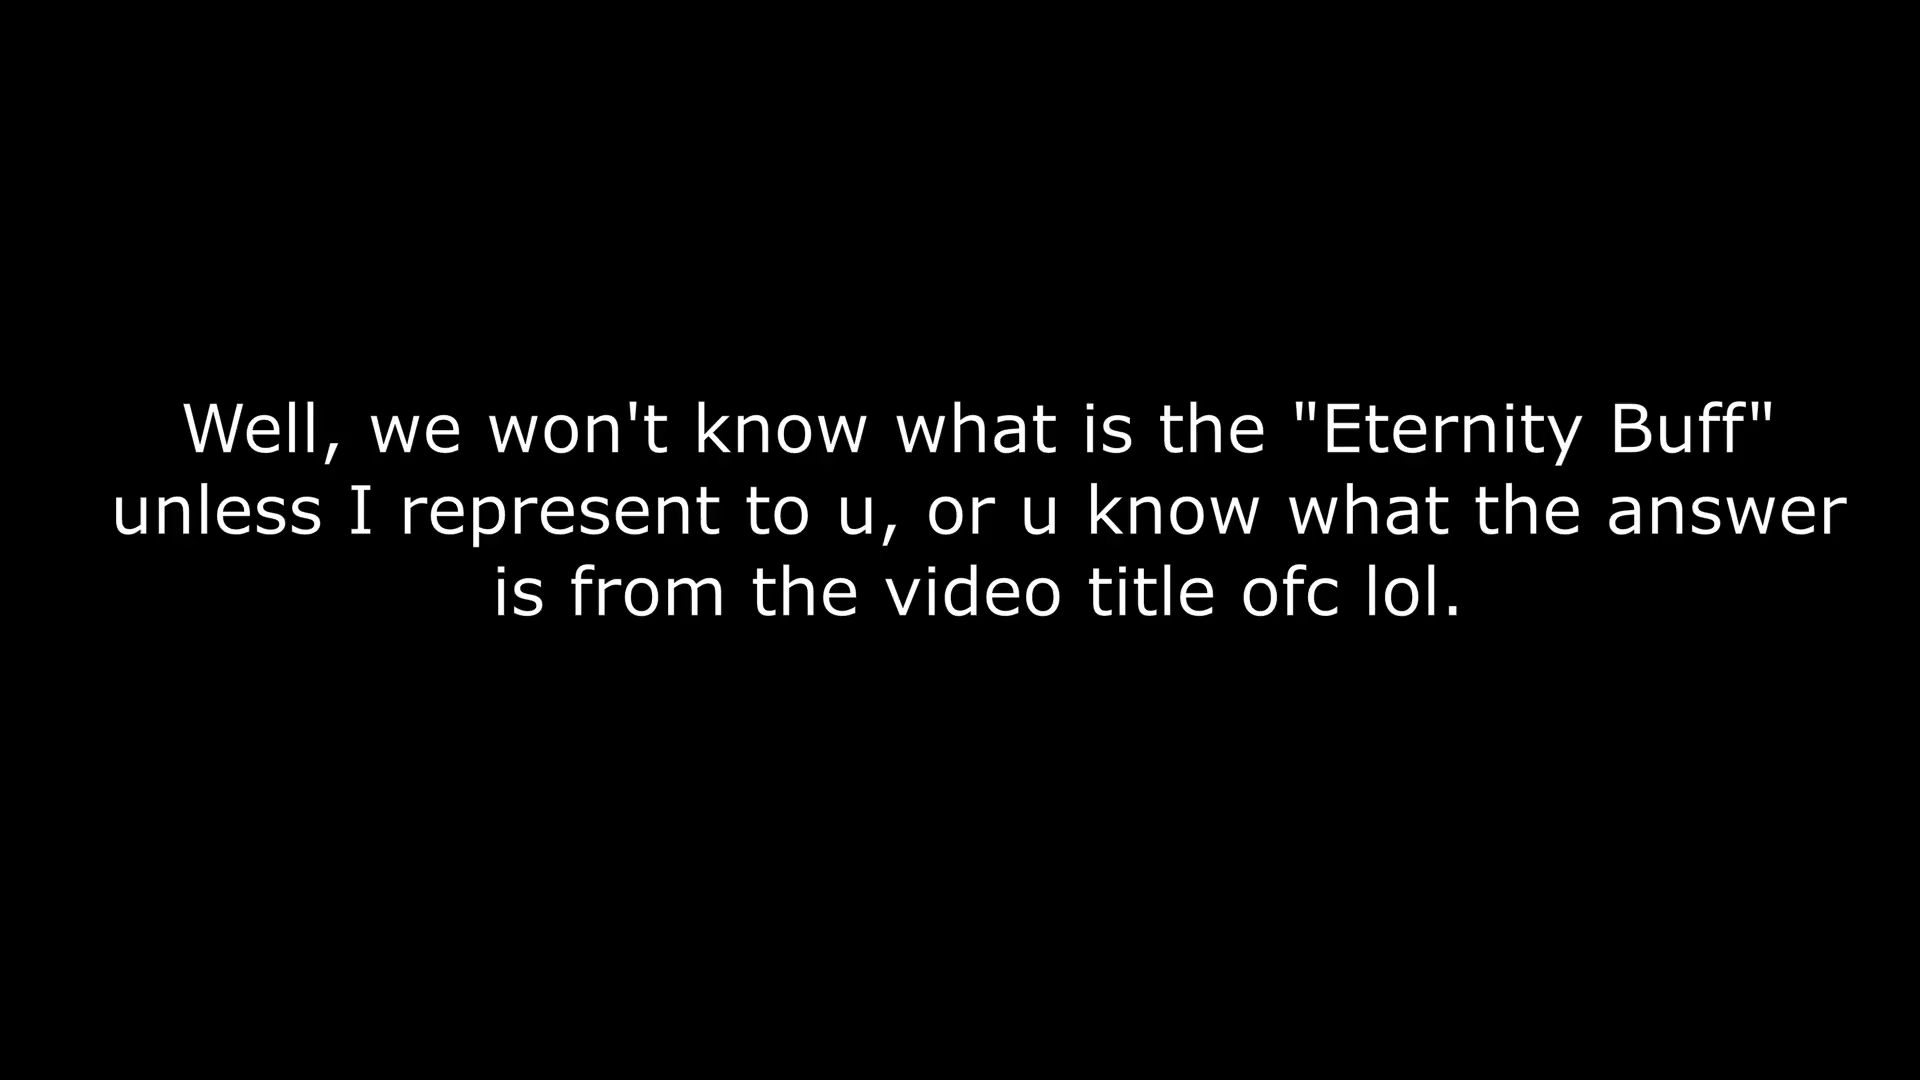 Well, we won't know what is the "Eternity Buff"
unless I represent to u, or u know what the answer
is from the video title ofc lol.